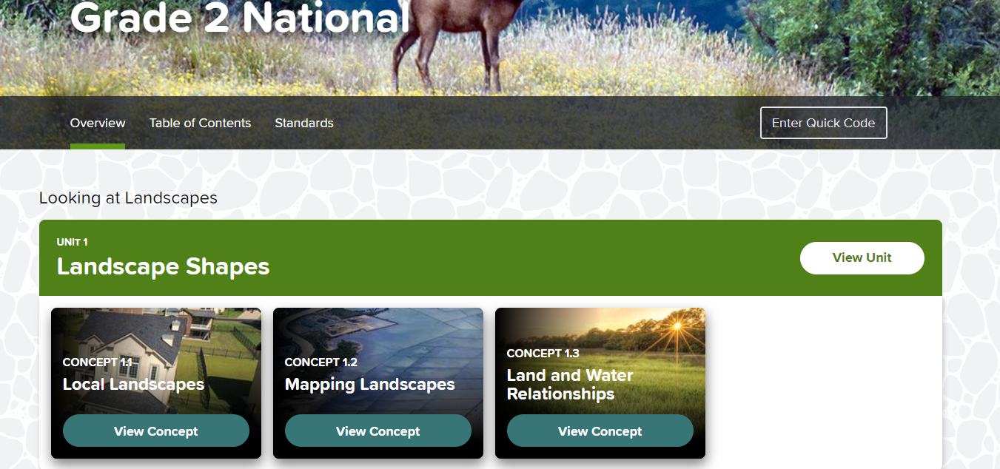 Grade 2 National
Overview
Table of Contents
Standards
Enter Quick Code
Looking at Landscapes
UNIT 1
Landscape Shapes
View Unit
CONCEPT 1.1
Local Landscapes
View Concept
CONCEPT 1.2
Mapping Landscapes
View Concept
CONCEPT 1.3
Land and Water
Relationships
View Concept